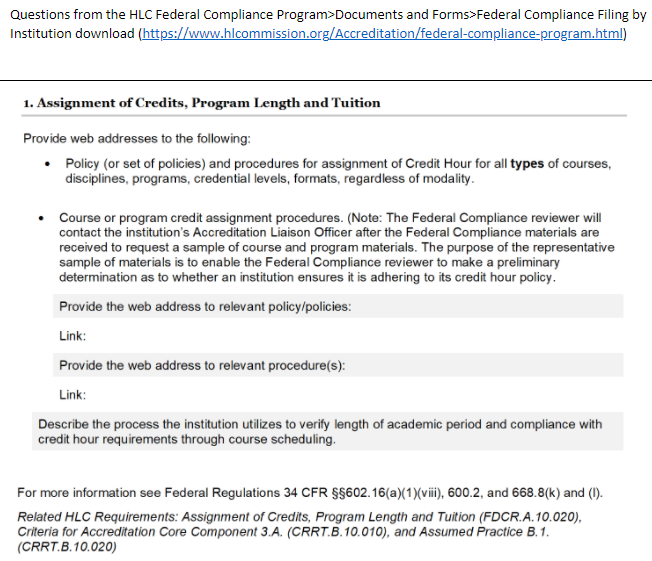 Questions from the HLC Federal Compliance Program>Documents and Forms>Federal Compliance Filing by
Institution download (https://www.hlcommission.org/Accreditation/federal-compliance-program.html)
1. Assignment of Credits, Program Length and Tuition
Provide web addresses to the following:
• Policy (or set of policies) and procedures for assignment of Credit Hour for all types of courses,
disciplines, programs, credential levels, formats, regardless of modality.
• Course or program credit assignment procedures. (Note: The Federal Compliance reviewer will
contact the institution's Accreditation Liaison Officer after the Federal Compliance materials are
received to request a sample of course and program materials. The purpose of the representative
sample of materials is to enable the Federal Compliance reviewer to make a preliminary
determination as to whether an institution ensures it is adhering to its credit hour policy.
Provide the web address to relevant policy/policies:
Link:
Provide the web address to relevant procedure(s):
Link:
Describe the process the institution utilizes to verify length of academic period and compliance with
credit hour requirements through course scheduling.
For more information see Federal Regulations 34 CFR §§602.16(a)(1)(viii), 600.2, and 668.8(k) and (l).
Related HLC Requirements: Assignment of Credits, Program Length and Tuition (FDCR.A.10.020),
Criteria for Accreditation Core Component 3.A. (CRRT.B.10.010), and Assumed Practice B.1.
(CRRT.B.10.020)